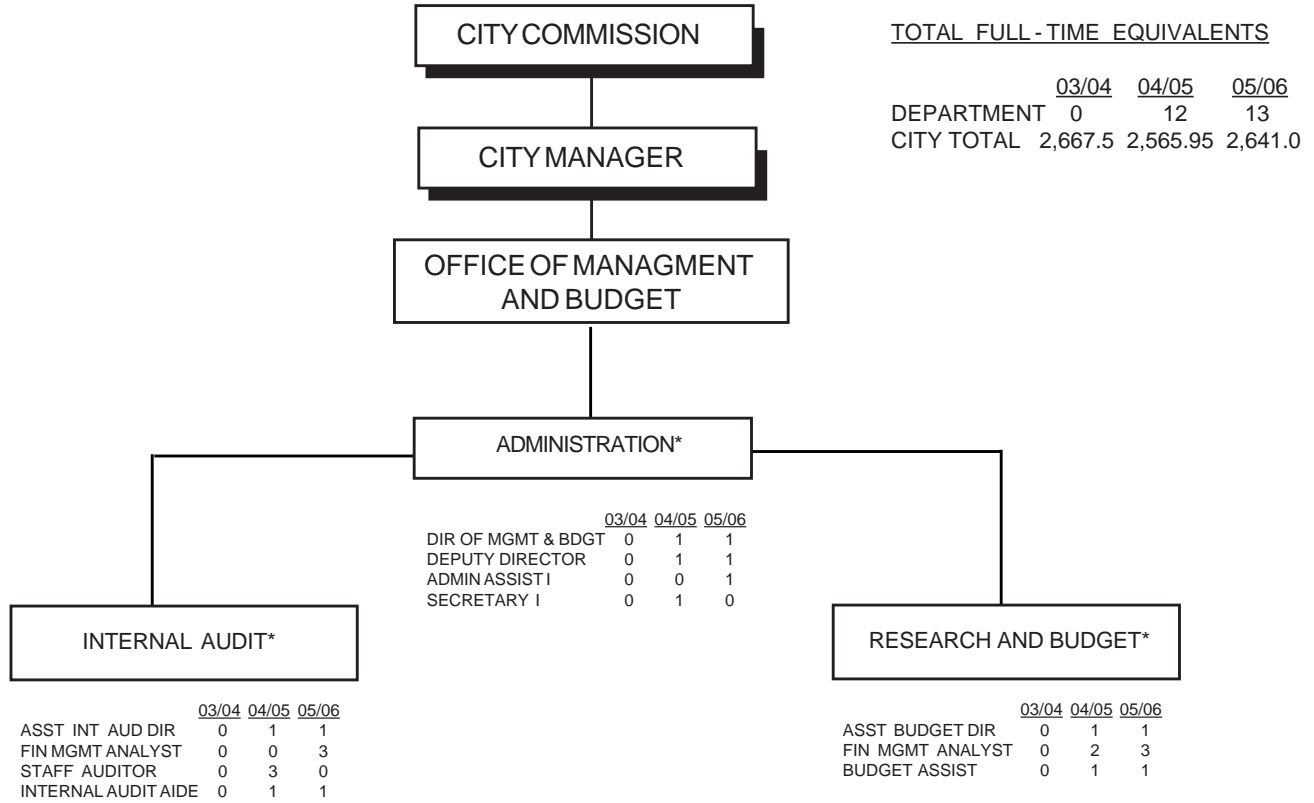 CITY COMMISSION
TOTAL FULL - TIME EQUIVALENTS
03/04 04/05 05/06
DEPARTMENT 0 12 13
CITY TOTAL 2,667.5 2,565.95 2,641.0
CITY MANAGER
OFFICE OF MANAGMENT
AND BUDGET
ADMINISTRATION*
03/04 04/05 05/06
DIR OF MGMT & BDGT 0 1 1
DEPUTY DIRECTOR 0 1 1
ADMIN ASSIST I 0 0 1
SECRETARY I 0 1 0
INTERNAL AUDIT*
03/04 04/05 05/06
ASST INT AUD DIR 0 1 1
FIN MGMT ANALYST 0 0 3
STAFF AUDITOR 0 3 0
INTERNAL AUDIT AIDE 0 1 1
RESEARCH AND BUDGET*
03/04 04/05 05/06
ASST BUDGET DIR 0 1 1
FIN MGMT ANALYST 0 2 3
BUDGET ASSIST 0 1 1